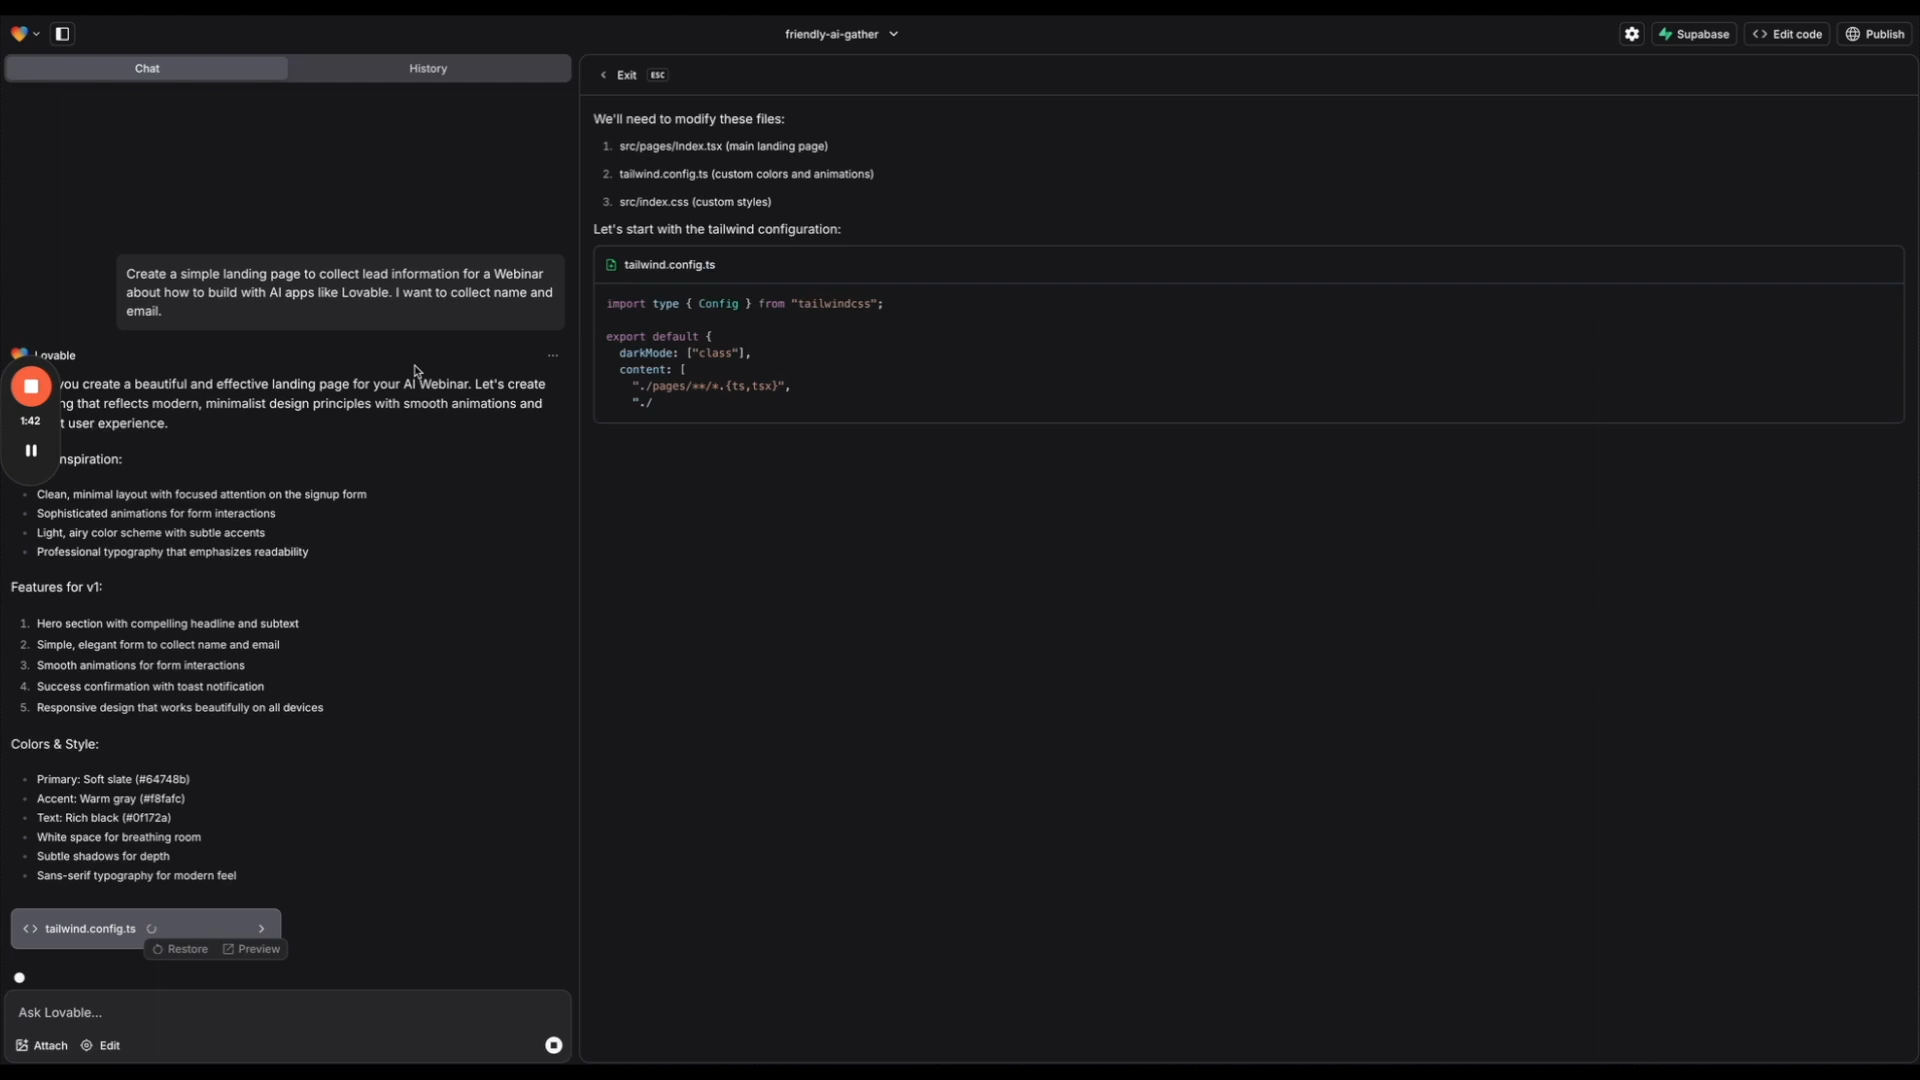 friendly-ai-gather
Supabase
Edit code
Publish
Chat
History
Exit ESC
Create a simple landing page to collect lead information for a Webinar
about how to build with AI apps like Lovable. I want to collect name and
email.
Lovable
you create a beautiful and effective landing page for your AI Webinar. Let's create
ng that reflects modern, minimalist design principles with smooth animations and
t user experience.
nspiration:
Clean, minimal layout with focused attention on the signup form
Sophisticated animations for form interactions
Light, airy color scheme with subtle accents
Professional typography that emphasizes readability
Features for v1:
1. Hero section with compelling headline and subtext
2. Simple, elegant form to collect name and email
3. Smooth animations for form interactions
4. Success confirmation with toast notification
5. Responsive design that works beautifully on all devices
Colors & Style:
Primary: Soft slate (#64748b)
Accent: Warm gray (#f8fafc)
Text: Rich black (#0f172a)
White space for breathing room
Subtle shadows for depth
Sans-serif typography for modern feel
tailwind.config.ts
Restore
Preview
Ask Lovable...
Attach
Edit
1:42
We'll need to modify these files:
1. src/pages/Index.tsx (main landing page)
2. tailwind.config.ts (custom colors and animations)
3. src/index.css (custom styles)
Let's start with the tailwind configuration:
tailwind.config.ts
import type { Config } from "tailwindcss";
export default {
darkMode: ["class"],
content: [
"./pages/**/*.{ts,tsx}",
"./